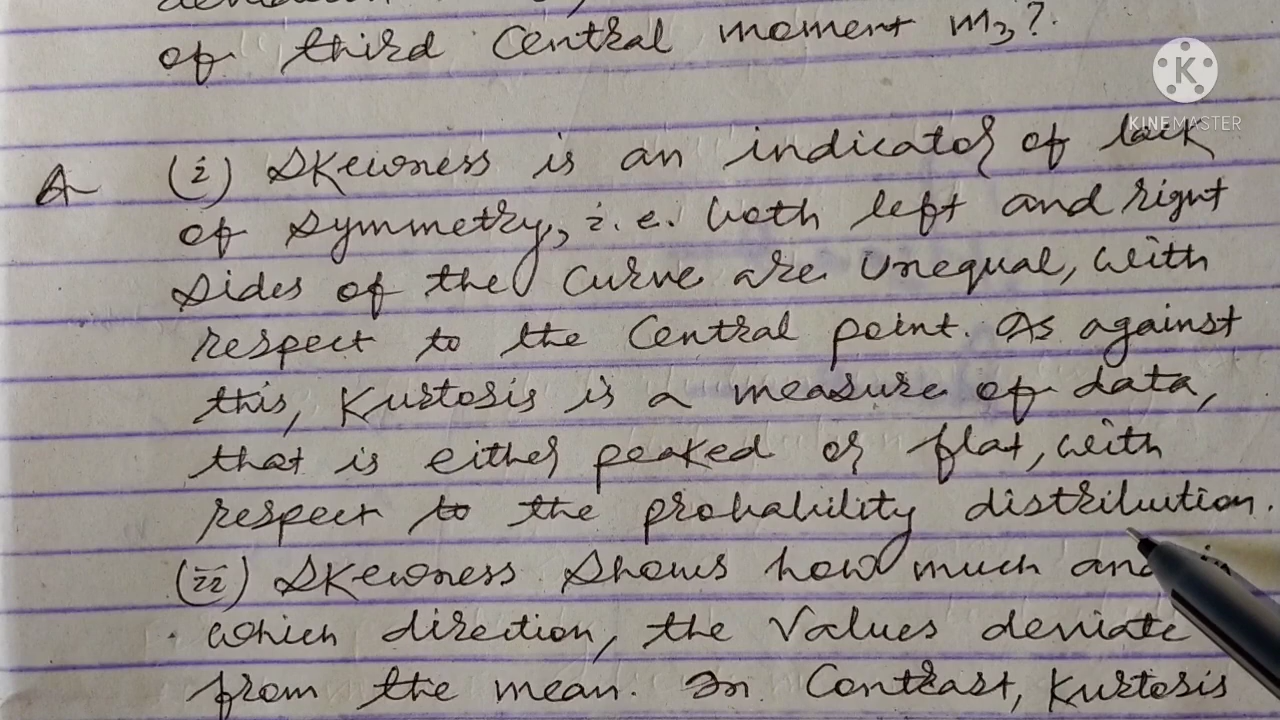 of third Central moment m3?
K
KINEMASTER
A (i) Skewness is an indicator of lack
of symmetry, i.e. both left and right
sides of the curve are unequal, with
respect to the Central point. As against
this, Kurtosis is a measure of data,
that is either peaked or flat, with
respect to the probability distribution.
(ii) Skewness Shows how much and in
which direction, the Values deviate
from the mean. In Contrast, Kurtosis